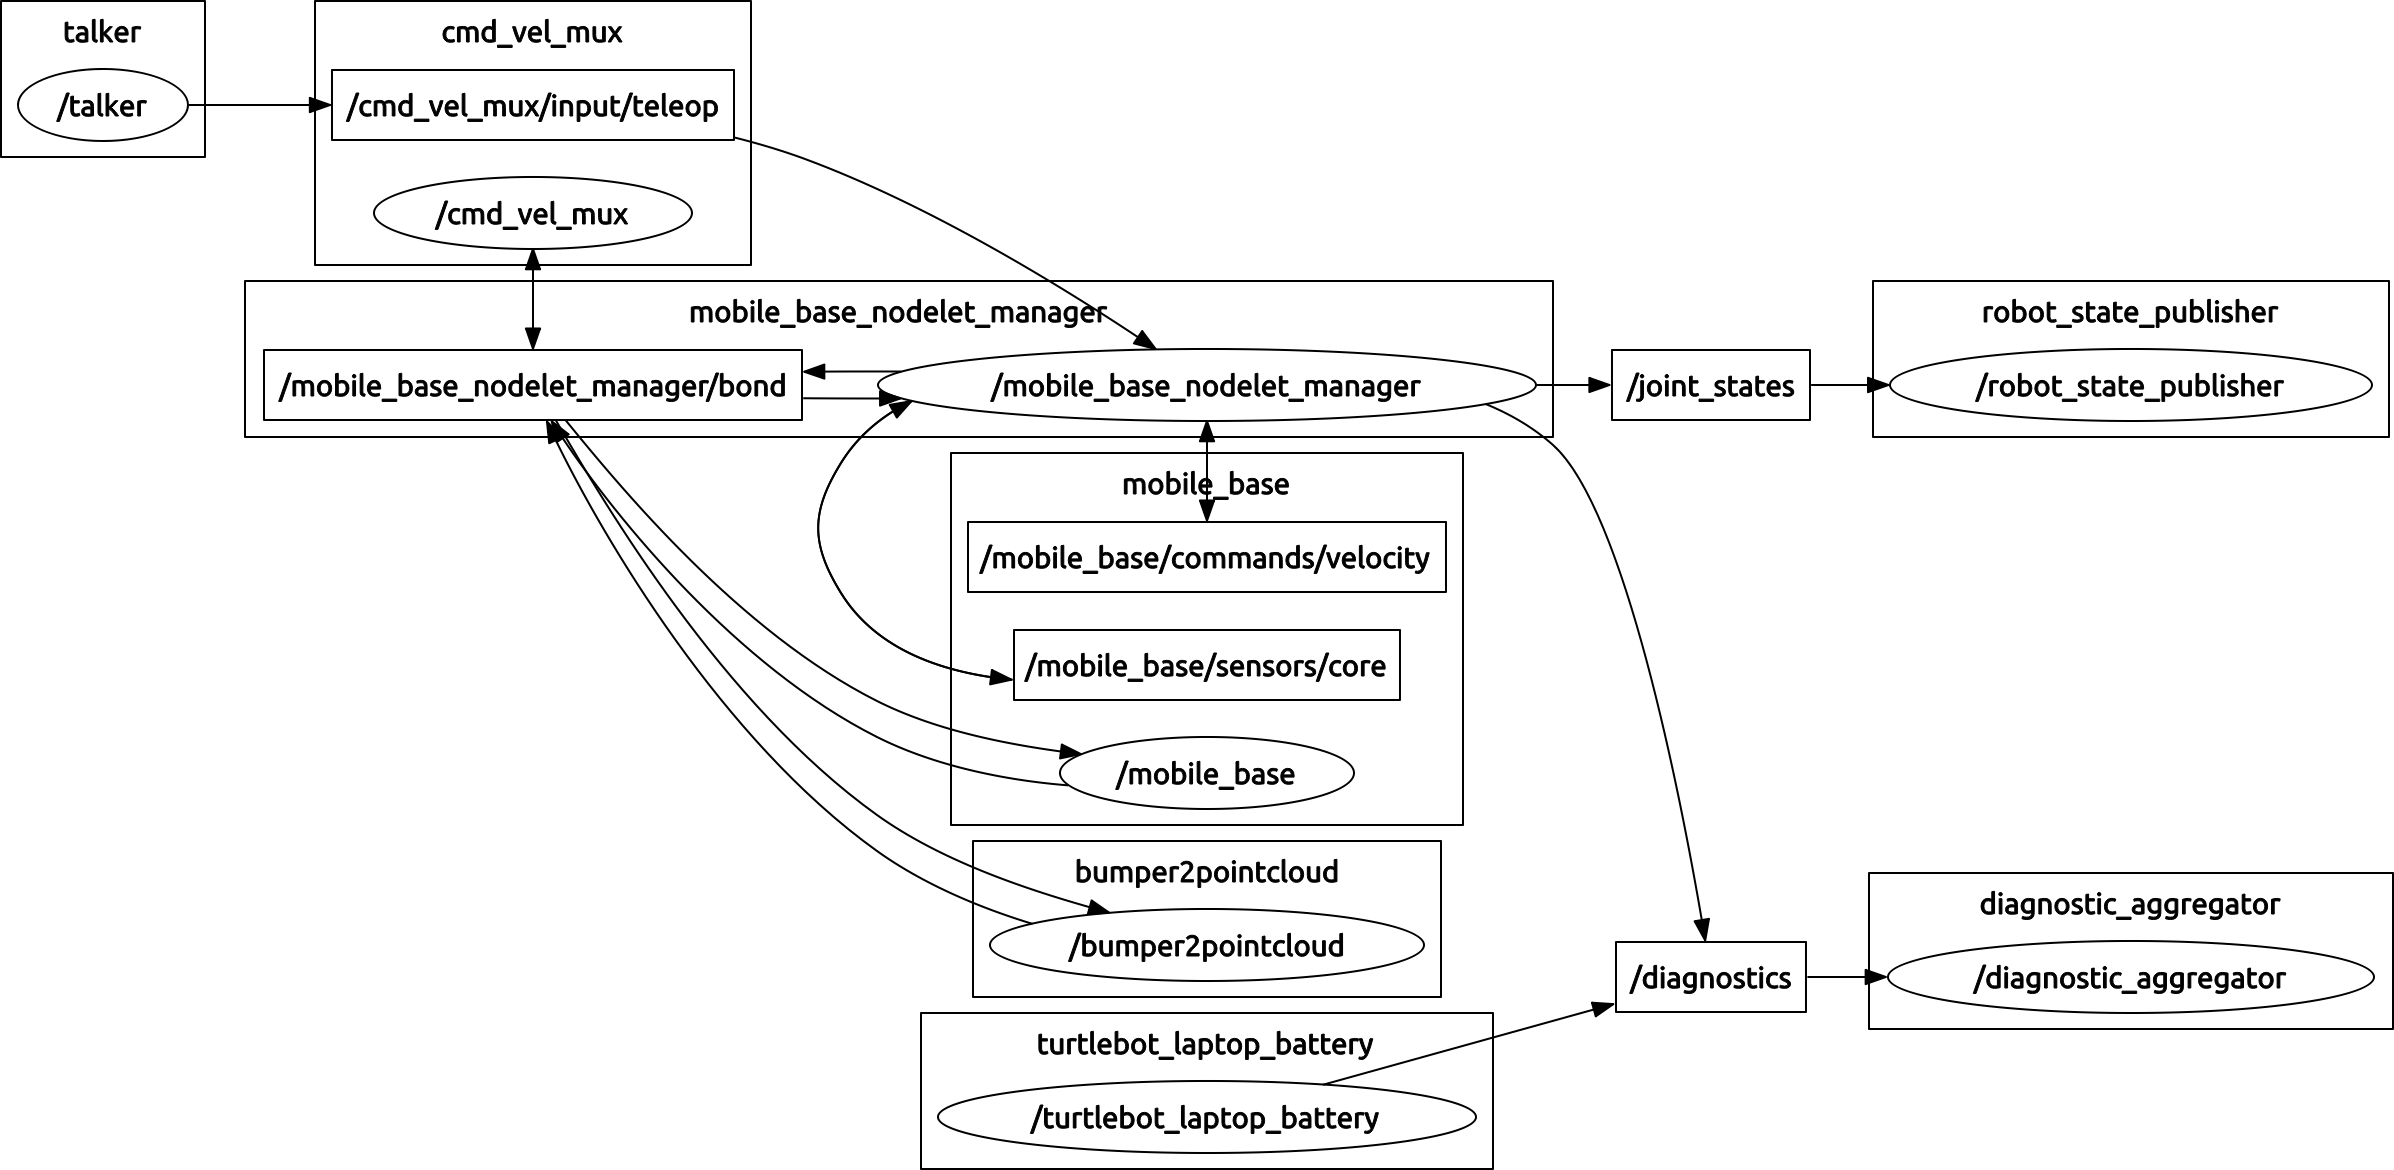 talker
/talker
cmd_vel_mux
/cmd_vel_mux/input/teleop
/cmd_vel_mux
mobile_base_nodelet_manager
/mobile_base_nodelet_manager/bond
/mobile_base_nodelet_manager
/joint_states
robot_state_publisher
/robot_state_publisher
mobile_base
/mobile_base/commands/velocity
/mobile_base/sensors/core
/mobile_base
bumper2pointcloud
/bumper2pointcloud
/diagnostics
diagnostic_aggregator
/diagnostic_aggregator
turtlebot_laptop_battery
/turtlebot_laptop_battery